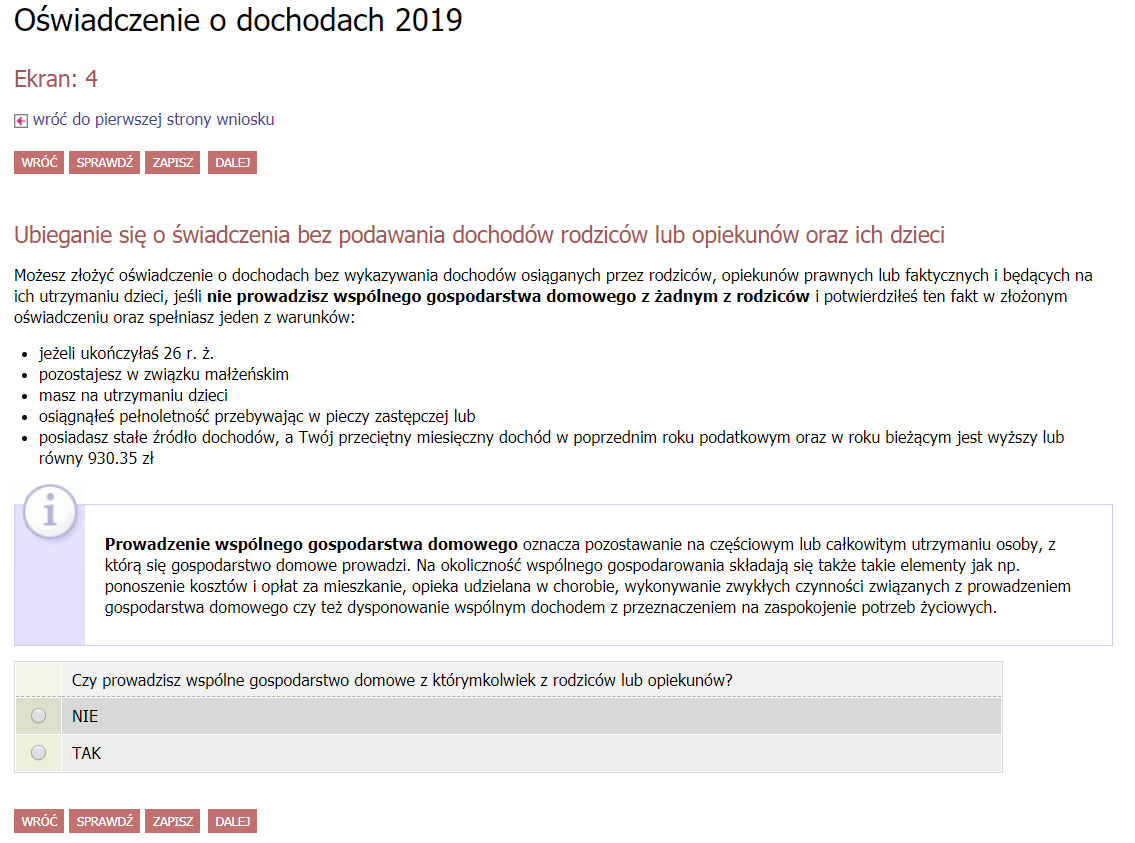 Oświadczenie o dochodach 2019
Ekran: 4
wróć do pierwszej strony wniosku
WRÓĆ SPRAWDŹ ZAPISZ DALEJ
Ubieganie się o świadczenia bez podawania dochodów rodziców lub opiekunów oraz ich dzieci
Możesz złożyć oświadczenie o dochodach bez wykazywania dochodów osiąganych przez rodziców, opiekunów prawnych lub faktycznych i będących na
ich utrzymaniu dzieci, jeśli nie prowadzisz wspólnego gospodarstwa domowego z żadnym z rodziców i potwierdziłeś ten fakt w złożonym
oświadczeniu oraz spełniasz jeden z warunków:
• jeżeli ukończyłaś 26 r. ż.
• pozostajesz w związku małżeńskim
• masz na utrzymaniu dzieci
• osiągnąłeś pełnoletność przebywając w pieczy zastępczej lub
• posiadasz stałe źródło dochodów, a Twój przeciętny miesięczny dochód w poprzednim roku podatkowym oraz w roku bieżącym jest wyższy lub
równy 930.35 zł
i
Prowadzenie wspólnego gospodarstwa domowego oznacza pozostawanie na częściowym lub całkowitym utrzymaniu osoby, z
którą się gospodarstwo domowe prowadzi. Na okoliczność wspólnego gospodarowania składają się także takie elementy jak np.
ponoszenie kosztów i opłat za mieszkanie, opieka udzielana w chorobie, wykonywanie zwykłych czynności związanych z prowadzeniem
gospodarstwa domowego czy też dysponowanie wspólnym dochodem z przeznaczeniem na zaspokojenie potrzeb życiowych.
Czy prowadzisz wspólne gospodarstwo domowe z którymkolwiek z rodziców lub opiekunów?
NIE
TAK
WRÓĆ SPRAWDŹ ZAPISZ DALEJ